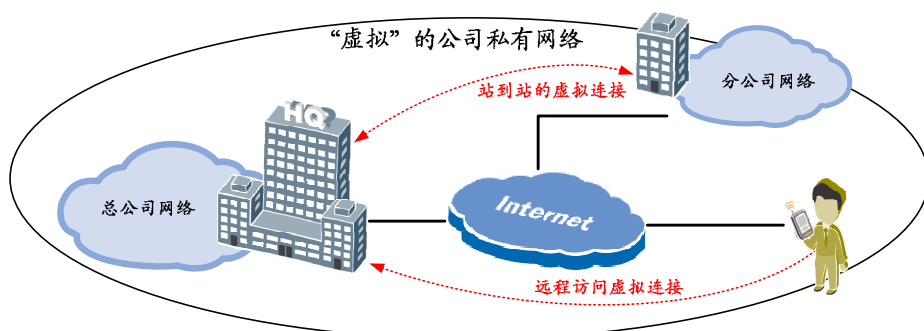 “虚拟”的公司私有网络
分公司网络
站到站的虚拟连接
HQ
总公司网络
Internet
远程访问虚拟连接